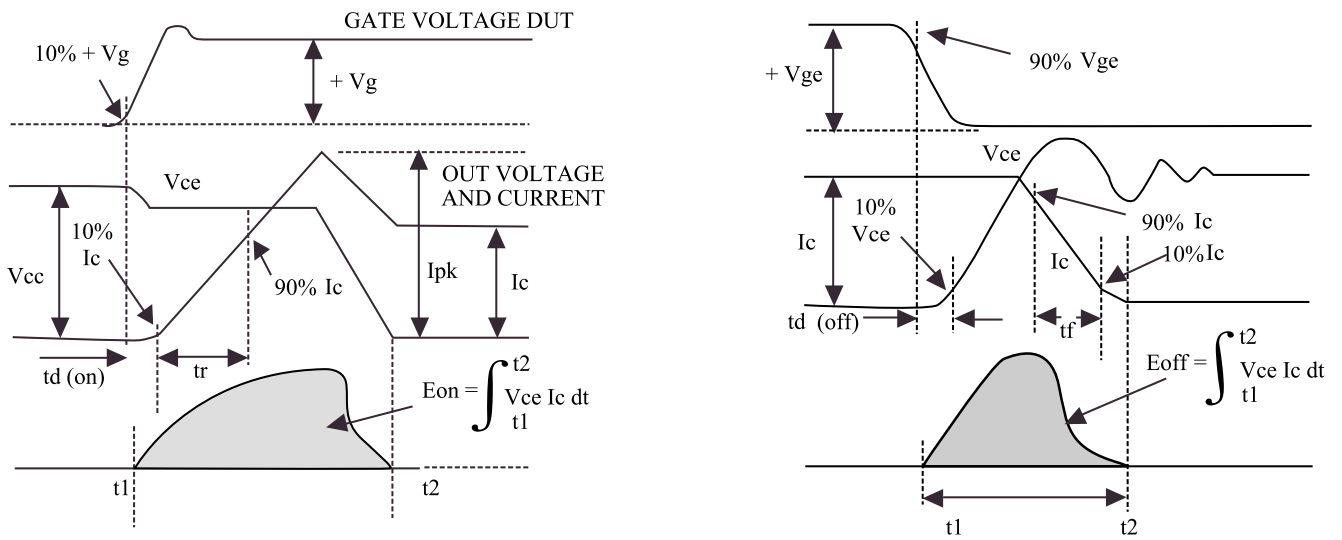 GATE VOLTAGE DUT
10% + Vg
+ Vg
OUT VOLTAGE
AND CURRENT
Vce
10%
Ic
Vcc
90% Ic
Ipk
Ic
td (on)
tr
Eon = ∫ t2 t1 Vce Ic dt
t1
t2
90% Vge
+ Vge
Vce
10%
Vce
90% Ic
Ic
Ic
10%Ic
td (off)
tf
Eoff = ∫ t2 t1 Vce Ic dt
t1
t2